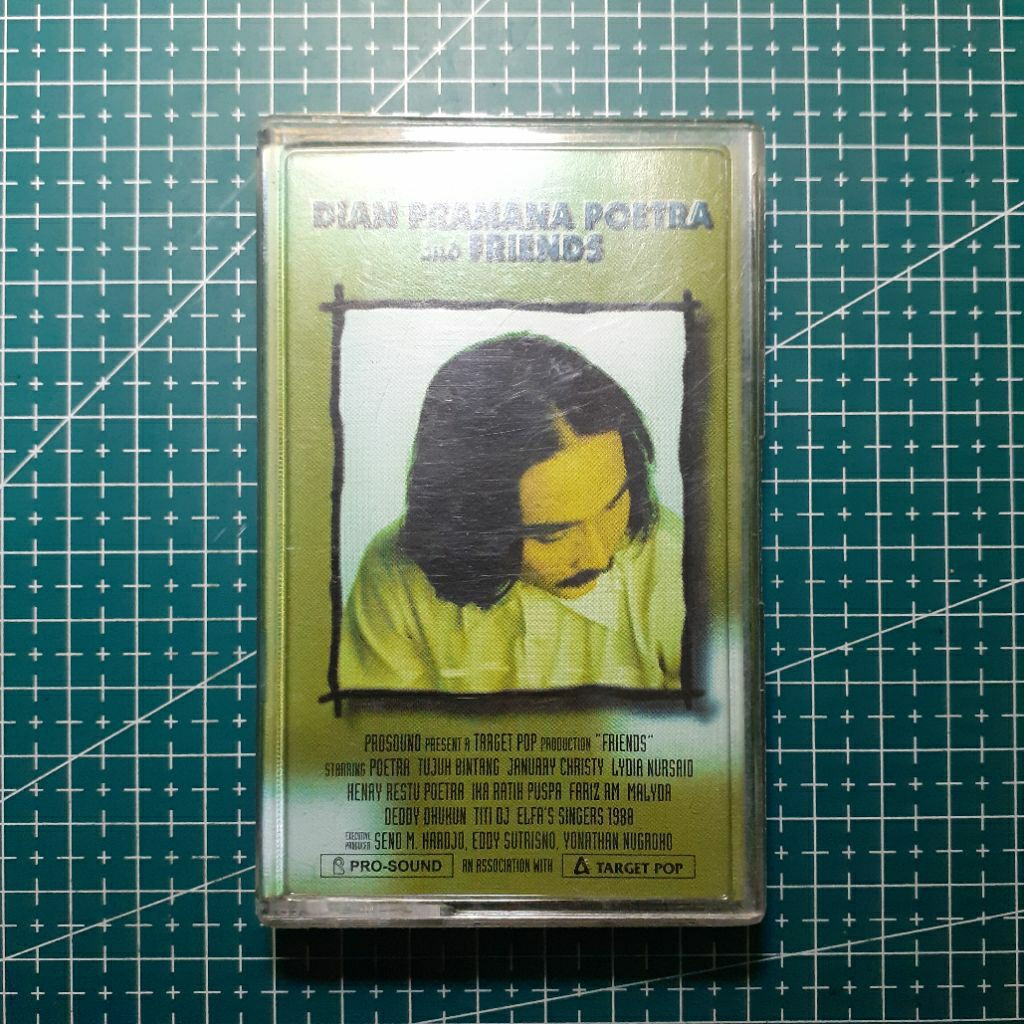 DIAN PRAMANA POETRA
AND FRIENDS
PROSOUND PRESENT A TARGET POP PRODUCTION "FRIENDS"
STARRING POETRA TUJUH BINTANG JANUARY CHRISTY LYDIA NURSAID
HENRY RESTU POETRA IKA RATIH PUSPA FARIZ RM MALYDA
DEDDY DHUKUN TITI DJ ELFA'S SINGERS 1988
EXECUTIVE PRODUCER SENO M. HARDJO, EDDY SUTRISNO, YONATHAN NUGROHO
PRO-SOUND AN ASSOCIATION WITH TARGET POP